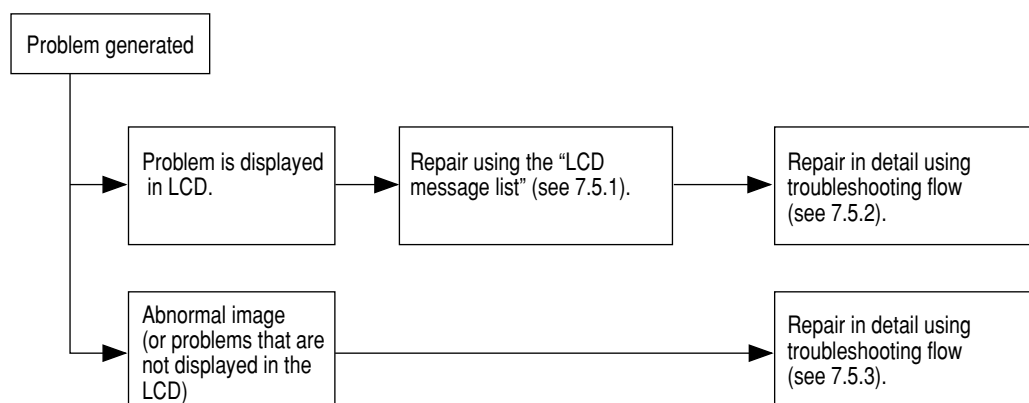 Problem generated
Problem is displayed
in LCD.
Repair using the “LCD
message list” (see 7.5.1).
Repair in detail using
troubleshooting flow
(see 7.5.2).
Abnormal image
(or problems that are
not displayed in the
LCD)
Repair in detail using
troubleshooting flow
(see 7.5.3).